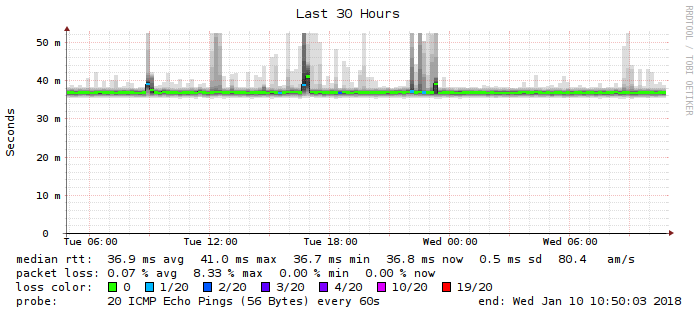 Last 30 Hours
RRDTOOL / TOBI OETIKER
Seconds
50 m
40 m
30 m
20 m
10 m
0
Tue 06:00 Tue 12:00 Tue 18:00 Wed 00:00 Wed 06:00
median rtt: 36.9 ms avg 41.0 ms max 36.7 ms min 36.8 ms now 0.5 ms sd 80.4 am/s
packet loss: 0.07 % avg 8.33 % max 0.00 % min 0.00 % now
loss color: 0 1/20 2/20 3/20 4/20 10/20 19/20
probe: 20 ICMP Echo Pings (56 Bytes) every 60s end: Wed Jan 10 10:50:03 2018